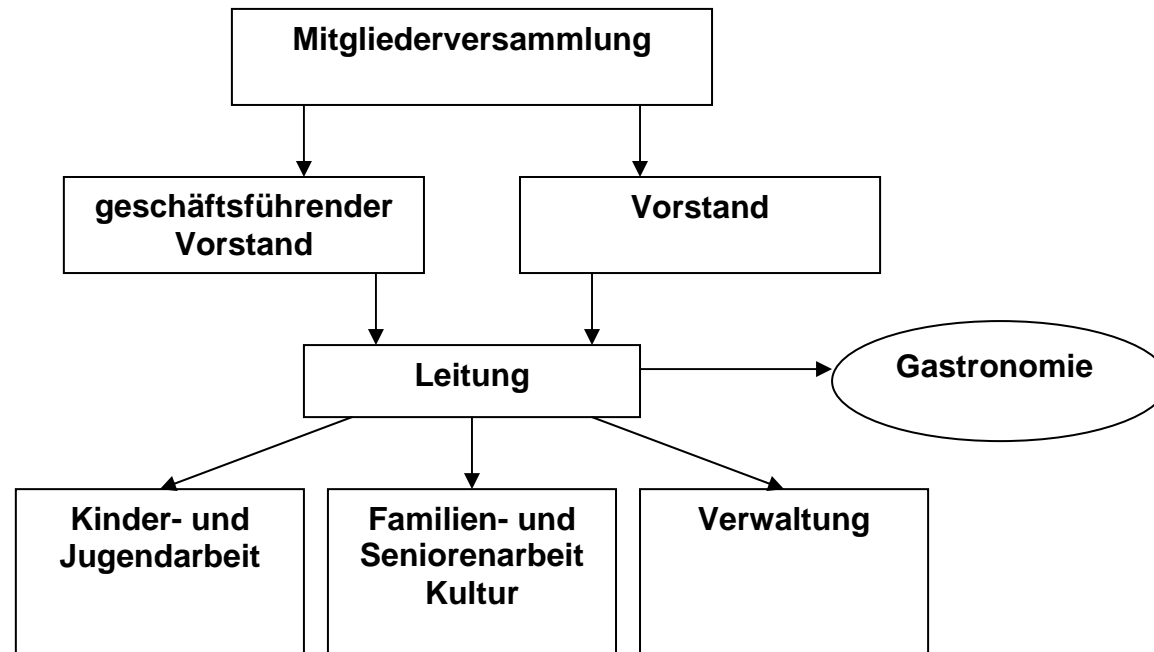 Mitgliederversammlung
geschäftsführender
Vorstand
Vorstand
Leitung
Gastronomie
Kinder- und
Jugendarbeit
Familien- und
Seniorenarbeit
Kultur
Verwaltung